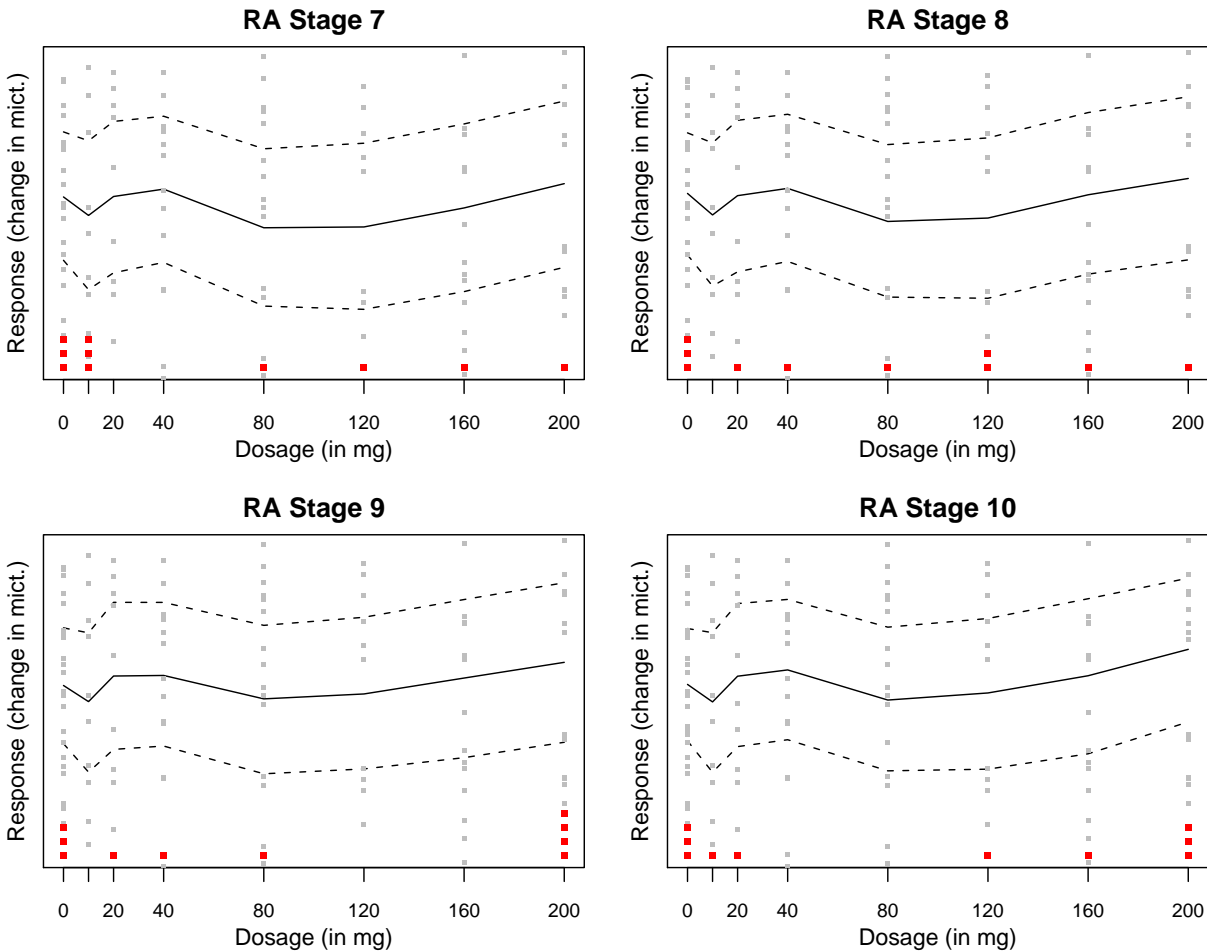 RA Stage 7
Response (change in mict.)
0 20 40 80 120 160 200
Dosage (in mg)
RA Stage 8
Response (change in mict.)
0 20 40 80 120 160 200
Dosage (in mg)
RA Stage 9
Response (change in mict.)
0 20 40 80 120 160 200
Dosage (in mg)
RA Stage 10
Response (change in mict.)
0 20 40 80 120 160 200
Dosage (in mg)